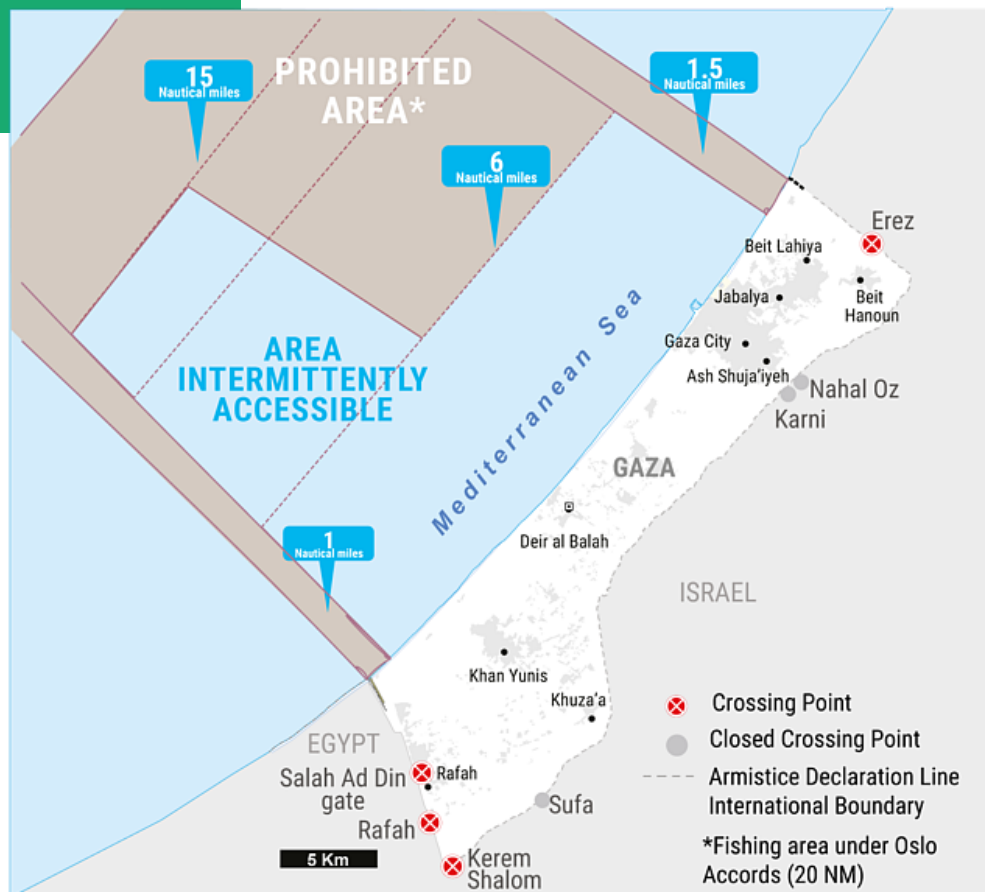 15
Nautical miles
PROHIBITED
AREA*
1.5
Nautical miles
6
Nautical miles
Erez
Beit Lahiya
Jabalya
Beit
Hanoun
Gaza City
Ash Shuja'iyeh
Nahal Oz
Karni
AREA
INTERMITTENTLY
ACCESSIBLE
Mediterranean Sea
GAZA
1
Nautical miles
Deir al Balah
ISRAEL
Khan Yunis
Khuza'a
EGYPT
Salah Ad Din
gate
Rafah
Rafah
Sufa
Kerem
Shalom
5 Km
Crossing Point
Closed Crossing Point
Armistice Declaration Line
International Boundary
*Fishing area under Oslo
Accords (20 NM)